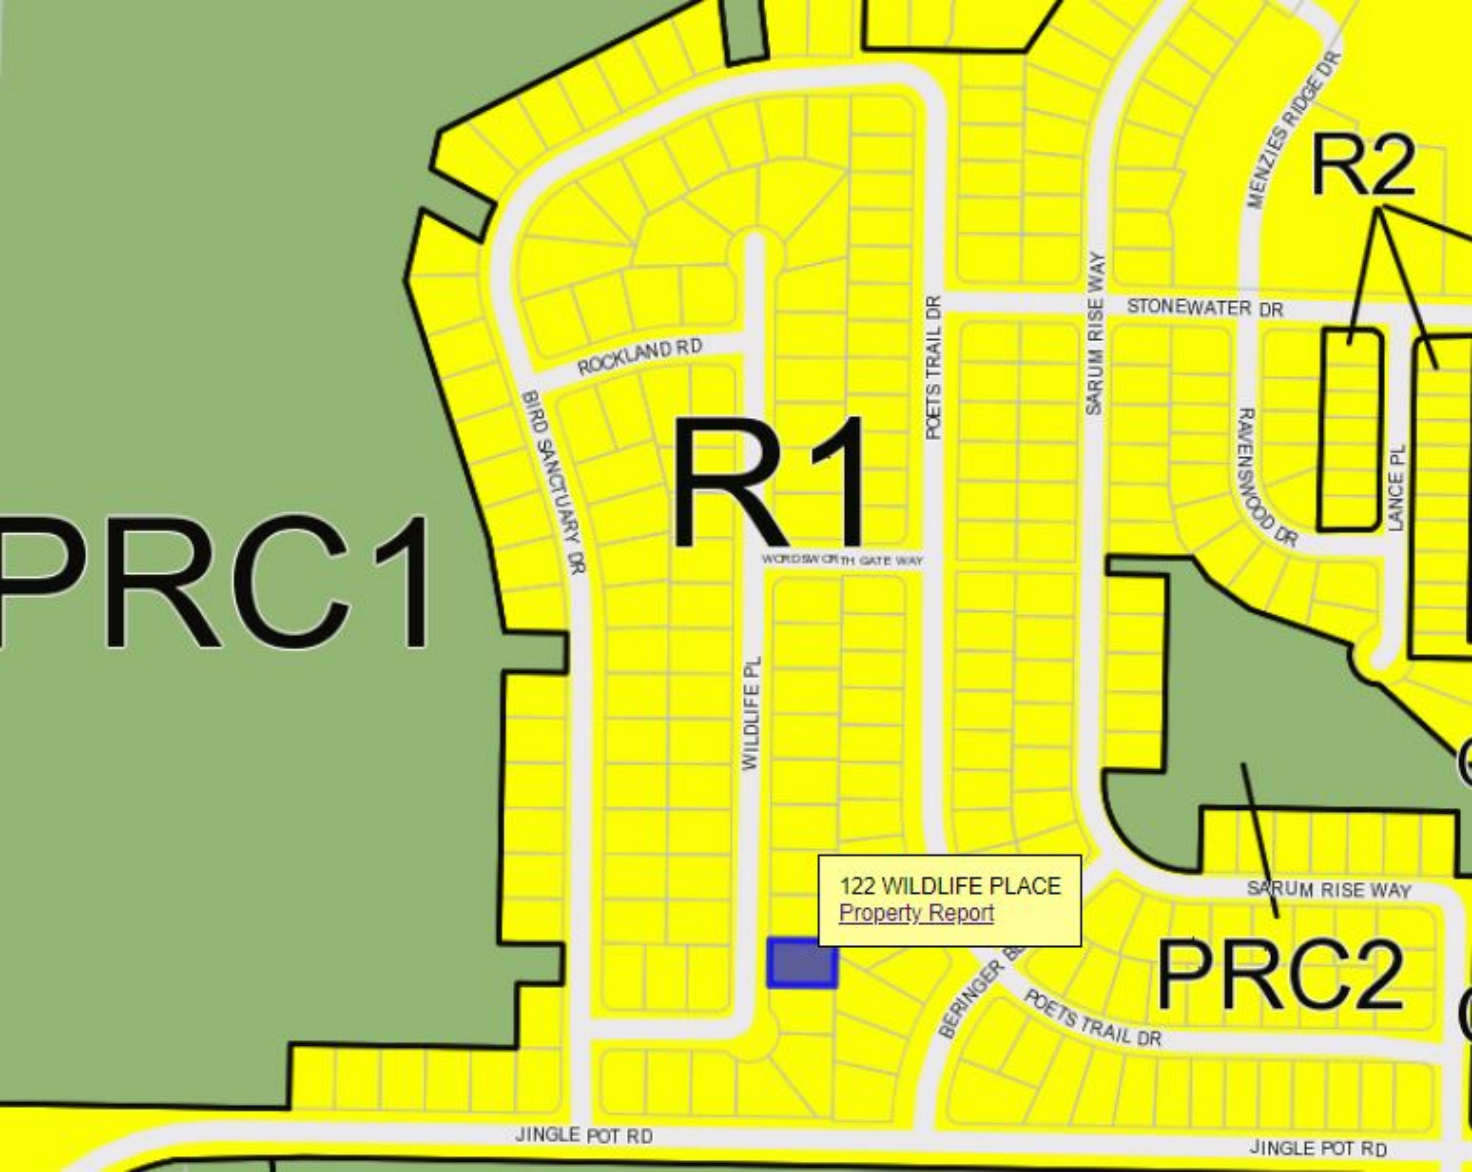 MENZIES RIDGE DR
R2
SARUM RISE WAY
STONEWATER DR
POETS TRAIL DR
ROCKLAND RD
BIRD SANCTUARY DR
R1
RAVENSWOOD DR
LANCE PL
PRC1
WORDSWORTH GATE WAY
WILDLIFE PL
122 WILDLIFE PLACE
Property Report
SARUM RISE WAY
PRC2
BERINGER
POETS TRAIL DR
JINGLE POT RD
JINGLE POT RD